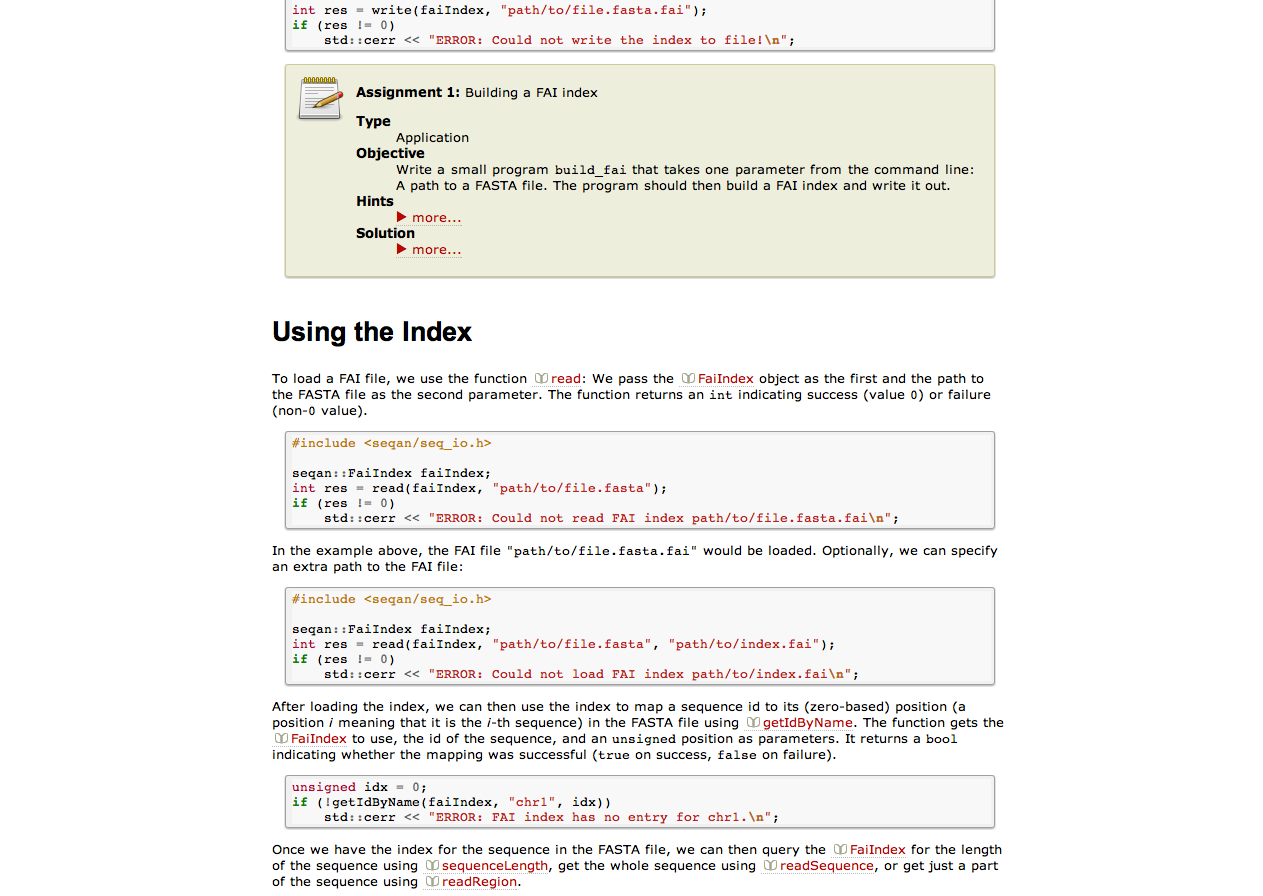 int res = write(faiIndex, "path/to/file.fasta.fai");
if (res != 0)
    std::cerr << "ERROR: Could not write the index to file!\n";
Assignment 1: Building a FAI index
Type
Application
Objective
Write a small program build_fai that takes one parameter from the command line:
A path to a FASTA file. The program should then build a FAI index and write it out.
Hints
more...
Solution
more...
Using the Index
To load a FAI file, we use the function read: We pass the FaiIndex object as the first and the path to
the FASTA file as the second parameter. The function returns an int indicating success (value 0) or failure
(non-0 value).
#include <seqan/seq_io.h>
seqan::FaiIndex faiIndex;
int res = read(faiIndex, "path/to/file.fasta");
if (res != 0)
    std::cerr << "ERROR: Could not read FAI index path/to/file.fasta.fai\n";
In the example above, the FAI file "path/to/file.fasta.fai" would be loaded. Optionally, we can specify
an extra path to the FAI file:
#include <seqan/seq_io.h>
seqan::FaiIndex faiIndex;
int res = read(faiIndex, "path/to/file.fasta", "path/to/index.fai");
if (res != 0)
    std::cerr << "ERROR: Could not load FAI index path/to/index.fai\n";
After loading the index, we can then use the index to map a sequence id to its (zero-based) position (a
position i meaning that it is the i-th sequence) in the FASTA file using getIdByName. The function gets the
FaiIndex to use, the id of the sequence, and an unsigned position as parameters. It returns a bool
indicating whether the mapping was successful (true on success, false on failure).
unsigned idx = 0;
if (!getIdByName(faiIndex, "chr1", idx))
    std::cerr << "ERROR: FAI index has no entry for chr1.\n";
Once we have the index for the sequence in the FASTA file, we can then query the FaiIndex for the length
of the sequence using sequenceLength, get the whole sequence using readSequence, or get just a part
of the sequence using readRegion.